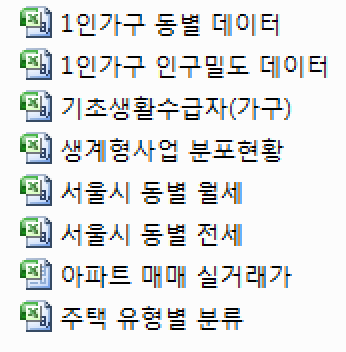 1인가구 동별 데이터
1인가구 인구밀도 데이터
기초생활수급자(가구)
생계형사업 분포현황
서울시 동별 월세
서울시 동별 전세
아파트 매매 실거래가
주택 유형별 분류